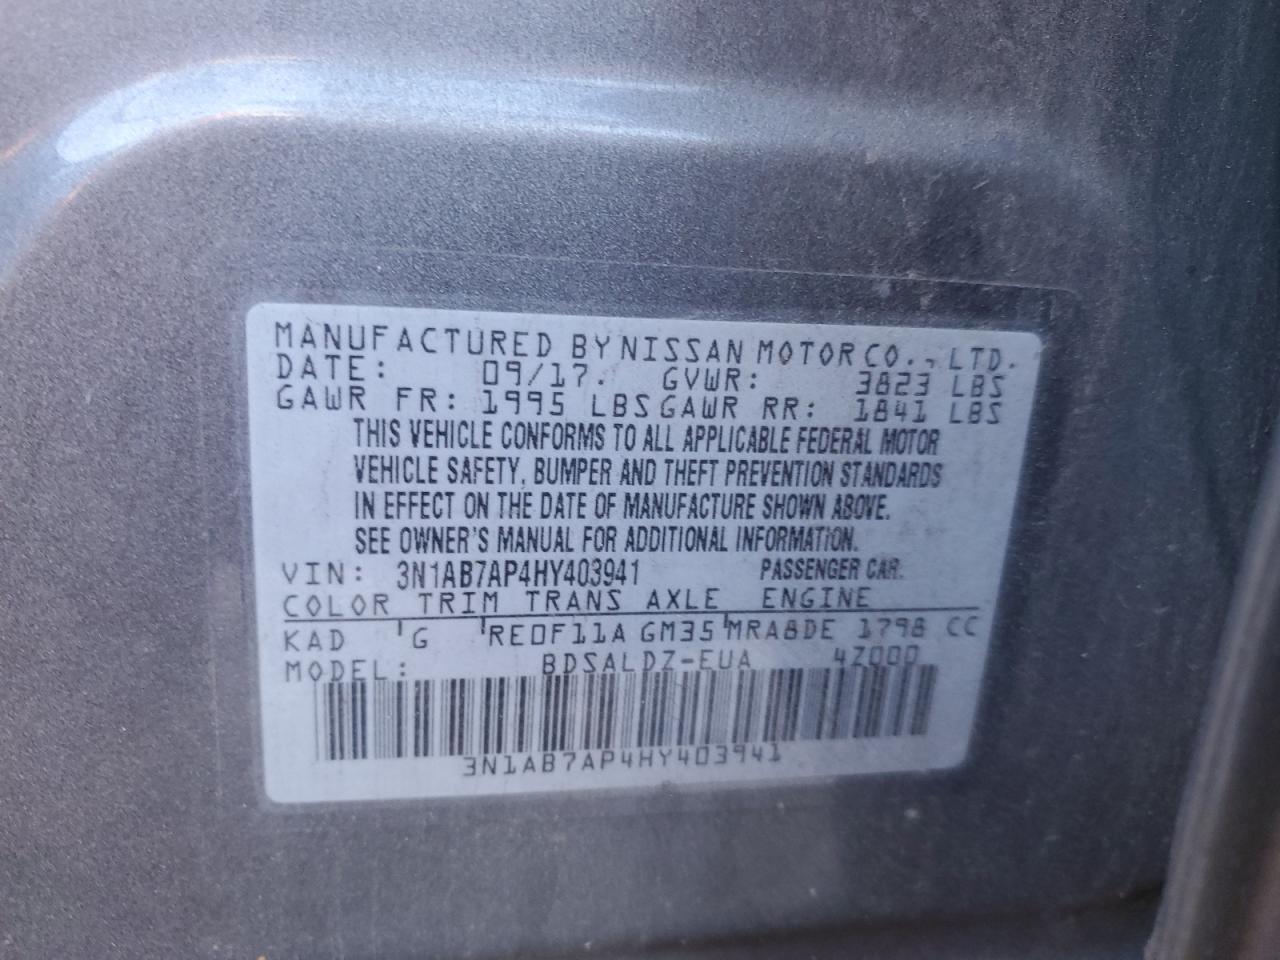 MANUFACTURED BY NISSAN MOTOR CO., LTD.
DATE: 09/17. GVWR: 3823 LBS
GAWR FR: 1995 LBS GAWR RR: 1841 LBS
THIS VEHICLE CONFORMS TO ALL APPLICABLE FEDERAL MOTOR
VEHICLE SAFETY, BUMPER AND THEFT PREVENTION STANDARDS
IN EFFECT ON THE DATE OF MANUFACTURE SHOWN ABOVE.
SEE OWNER'S MANUAL FOR ADDITIONAL INFORMATION.
VIN: 3N1AB7AP4HY403941 PASSENGER CAR.
COLOR TRIM TRANS AXLE ENGINE
KAD G RE0F11A GM35 MRA8DE 1798 CC
MODEL: BDSALDZ-EUA 4Z000
3N1AB7AP4HY403941